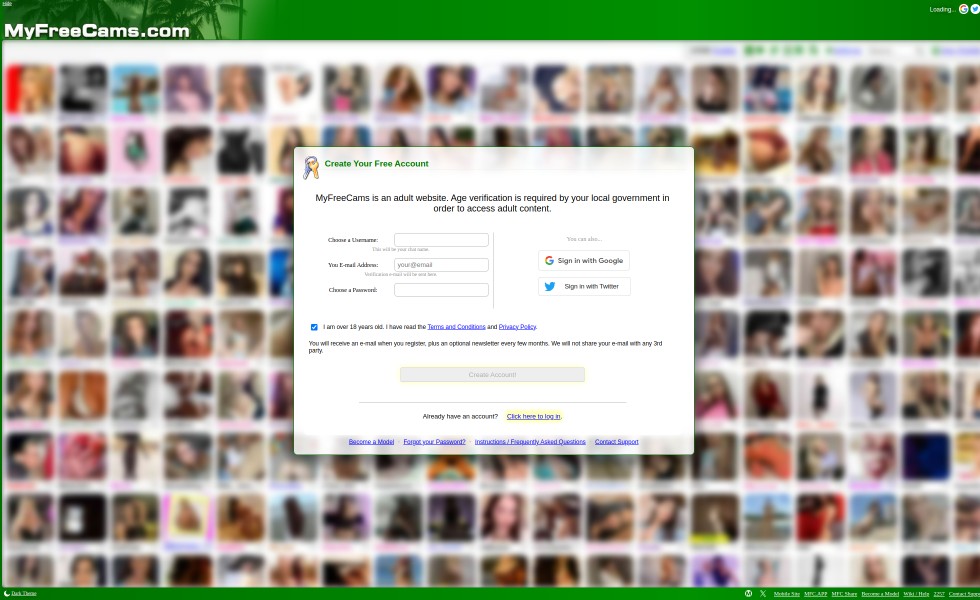 Hide
Loading...
MyFreeCams.com
Create Your Free Account
MyFreeCams is an adult website. Age verification is required by your local government in
order to access adult content.
Choose a Username:
This will be your chat name.
You E-mail Address:
your@email
Verification e-mail will be sent here.
Choose a Password:
You can also...
Sign in with Google
Sign in with Twitter
I am over 18 years old. I have read the Terms and Conditions and Privacy Policy.
You will receive an e-mail when you register, plus an optional newsletter every few months. We will not share your e-mail with any 3rd
party.
Create Account!
Already have an account? Click here to log in.
Become a Model · Forgot your Password? · Instructions / Frequently Asked Questions · Contact Support
Dark Theme
Mobile Site MFC.APP MFC Share Become a Model Wiki / Help 2257 Contact